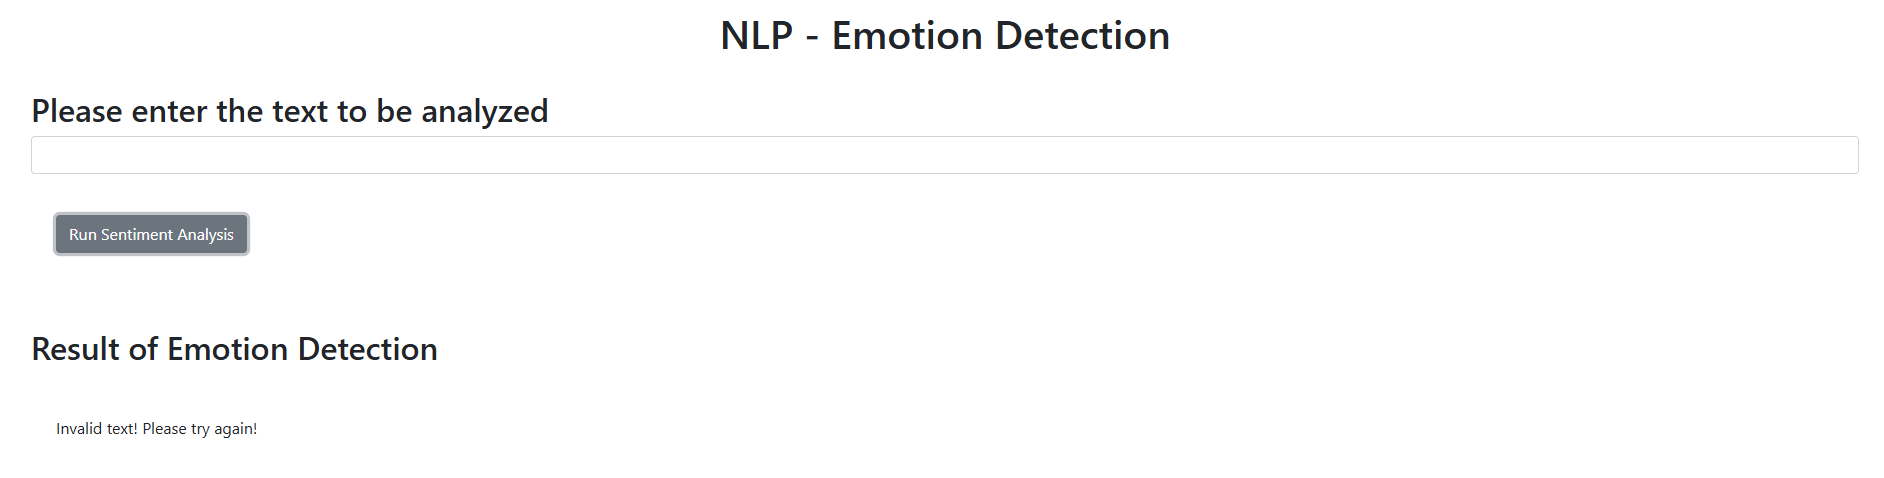 NLP - Emotion Detection
Please enter the text to be analyzed
Run Sentiment Analysis
Result of Emotion Detection
Invalid text! Please try again!